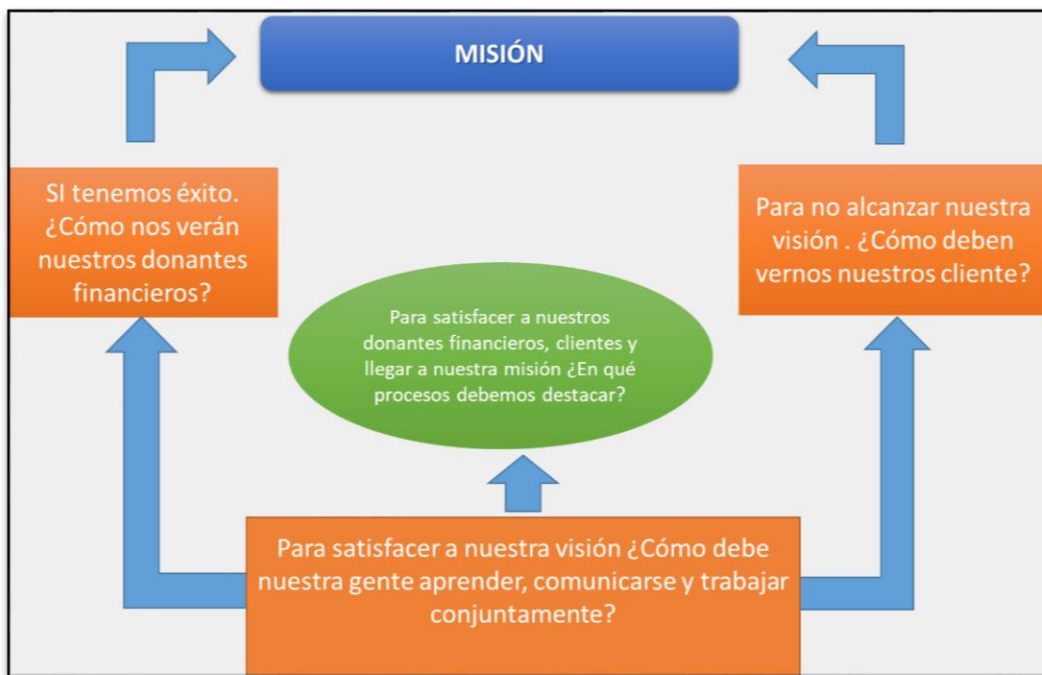 MISIÓN
SI tenemos éxito.
¿Cómo nos verán
nuestros donantes
financieros?
Para no alcanzar nuestra
visión . ¿Cómo deben
vernos nuestros cliente?
Para satisfacer a nuestros
donantes financieros, clientes y
llegar a nuestra misión ¿En qué
procesos debemos destacar?
Para satisfacer a nuestra visión ¿Cómo debe
nuestra gente aprender, comunicarse y trabajar
conjuntamente?